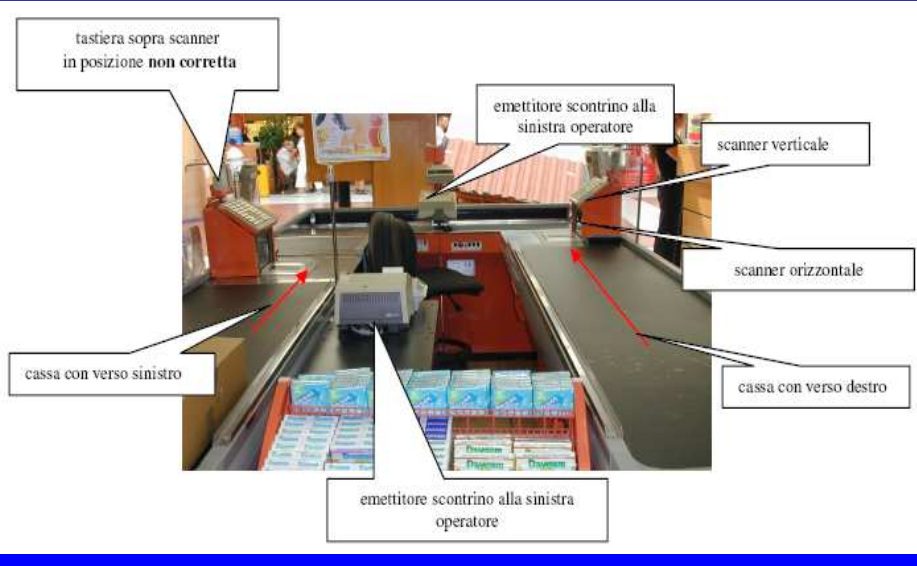 tastiera sopra scanner
in posizione non corretta
emettitore scontrino alla
sinistra operatore
scanner verticale
scanner orizzontale
cassa con verso sinistro
cassa con verso destro
emettitore scontrino alla sinistra
operatore